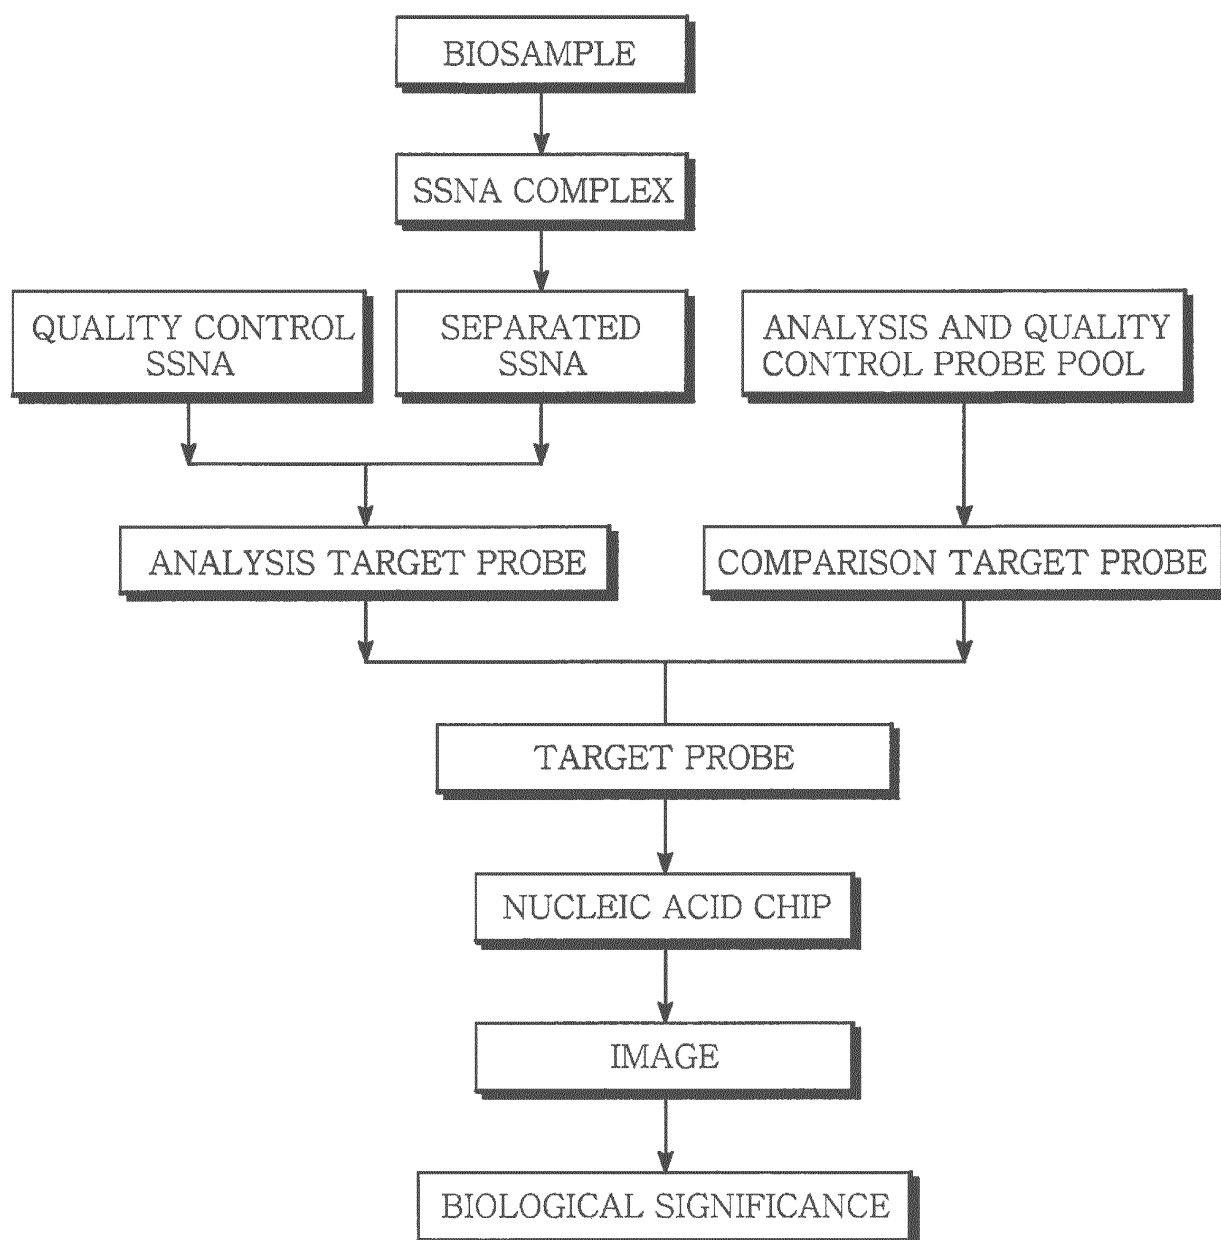 BIOSAMPLE
SSNA COMPLEX
QUALITY CONTROL
SSNA
SEPARATED
SSNA
ANALYSIS AND QUALITY
CONTROL PROBE POOL
ANALYSIS TARGET PROBE
COMPARISON TARGET PROBE
TARGET PROBE
NUCLEIC ACID CHIP
IMAGE
BIOLOGICAL SIGNIFICANCE